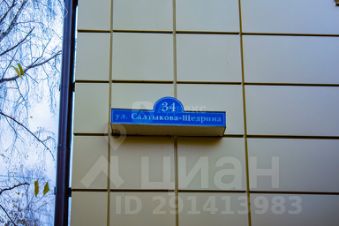 34
ул. Салтыкова-Щедрина
циан
ID 291413983